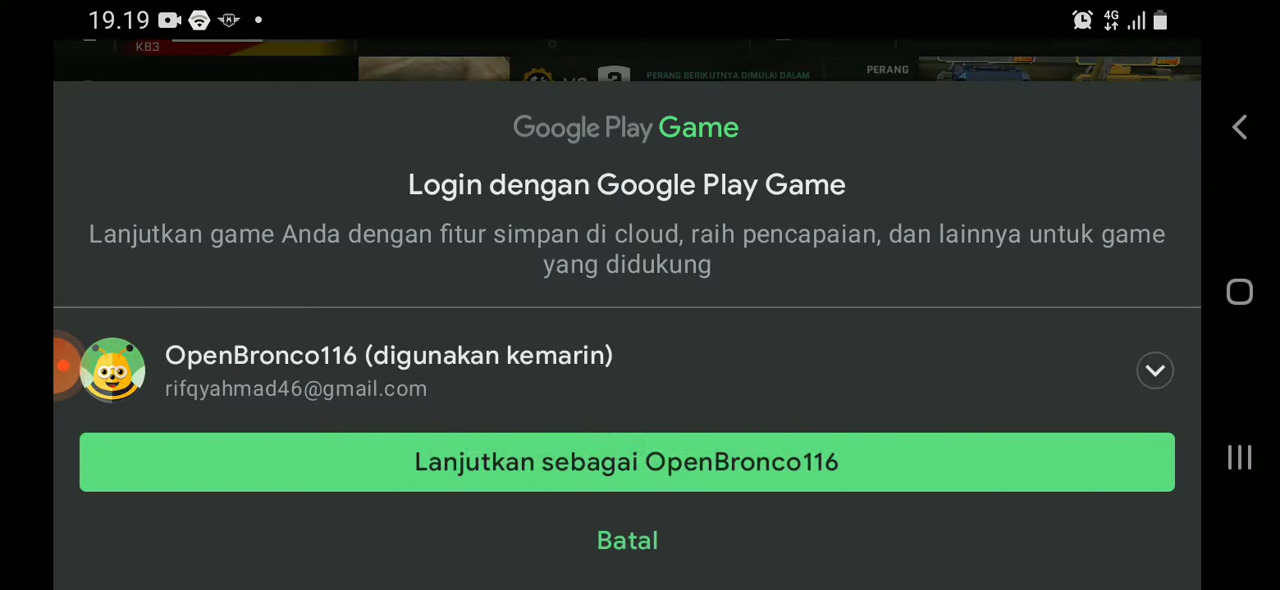 19.19
4G
KB3
PERANG BERIKUTNYA DIMULAI DALAM
PERANG
Google Play Game
Login dengan Google Play Game
Lanjutkan game Anda dengan fitur simpan di cloud, raih pencapaian, dan lainnya untuk game
yang didukung
OpenBronco116 (digunakan kemarin)
rifqyahmad46@gmail.com
Lanjutkan sebagai OpenBronco116
Batal